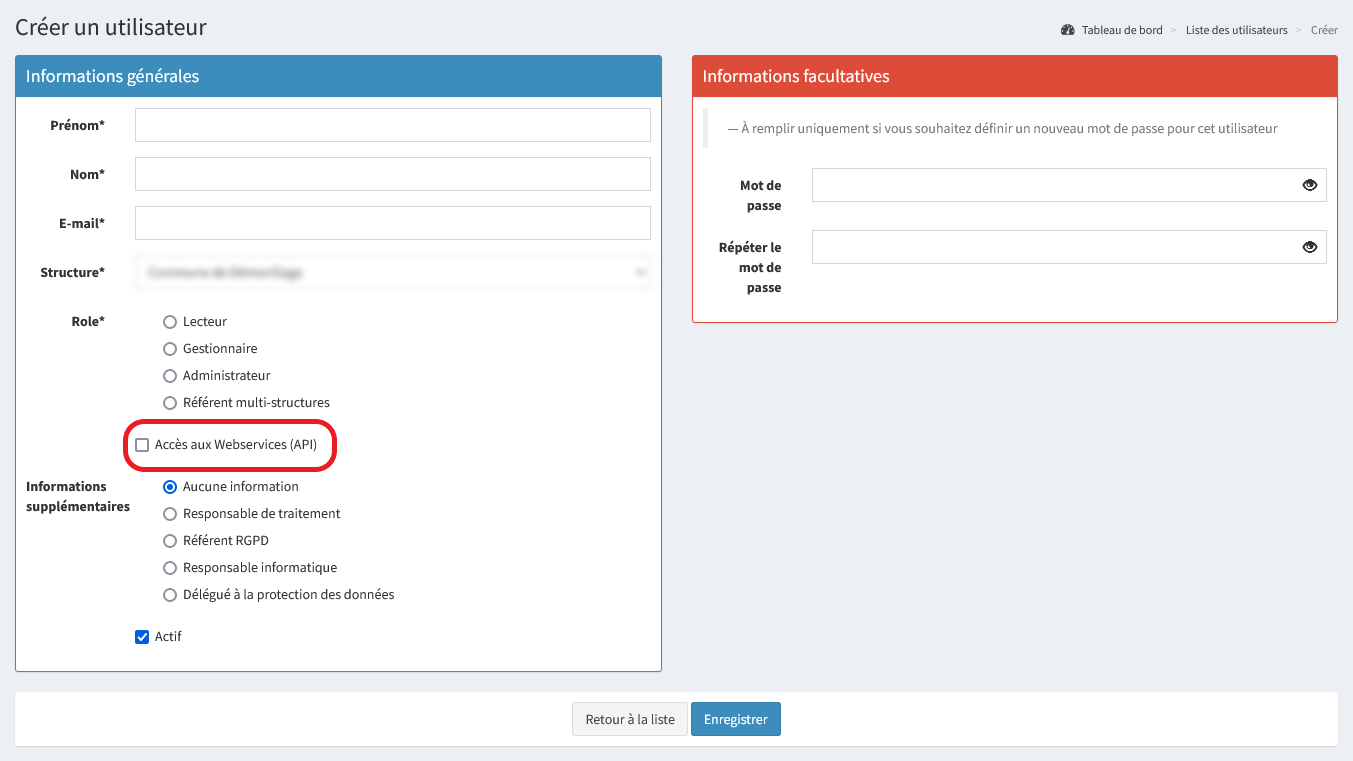 Créer un utilisateur
Tableau de bord > Liste des utilisateurs > Créer
Informations générales
Prénom*
Nom*
E-mail*
Structure*
Role*
Lecteur
Gestionnaire
Administrateur
Référent multi-structures
Accès aux Webservices (API)
Informations
supplémentaires
Aucune information
Responsable de traitement
Référent RGPD
Responsable informatique
Délégué à la protection des données
Actif
Informations facultatives
— À remplir uniquement si vous souhaitez définir un nouveau mot de passe pour cet utilisateur
Mot de
passe
Répéter le
mot de
passe
Retour à la liste
Enregistrer